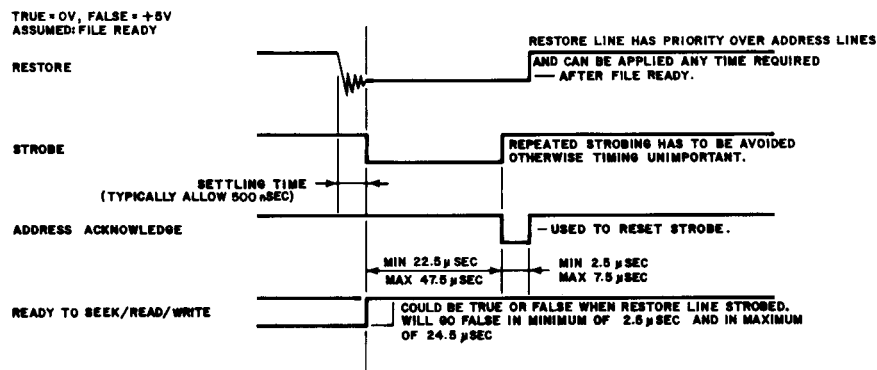 TRUE = 0V, FALSE = +5V
ASSUMED: FILE READY
RESTORE LINE HAS PRIORITY OVER ADDRESS LINES
AND CAN BE APPLIED ANY TIME REQUIRED
— AFTER FILE READY.
RESTORE
STROBE
REPEATED STROBING HAS TO BE AVOIDED
OTHERWISE TIMING UNIMPORTANT.
SETTLING TIME
(TYPICALLY ALLOW 500 nSEC)
ADDRESS ACKNOWLEDGE
— USED TO RESET STROBE.
MIN 22.5 µSEC
MAX 47.5 µSEC
MIN 2.5 µSEC
MAX 7.5 µSEC
READY TO SEEK/READ/WRITE
COULD BE TRUE OR FALSE WHEN RESTORE LINE STROBED.
WILL GO FALSE IN MINIMUM OF 2.5 µSEC AND IN MAXIMUM
OF 24.5 µSEC